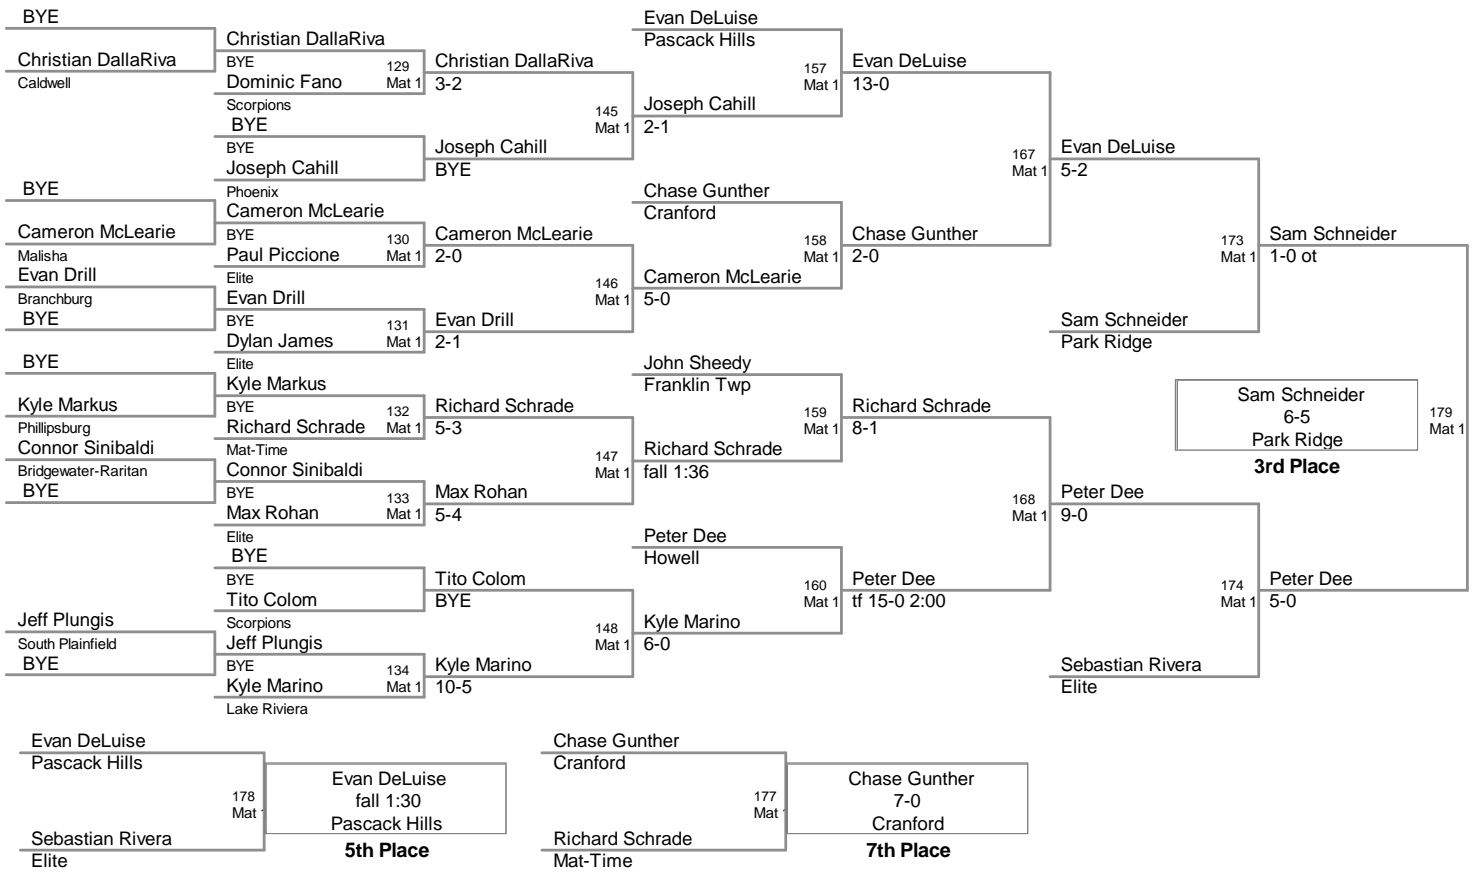 BYE
Christian DallaRiva
Caldwell
BYE
Cameron McLearie
Malisha
Evan Drill
Branchburg
BYE
BYE
Kyle Markus
Phillipsburg
Connor Sinibaldi
Bridgewater-Raritan
BYE
Jeff Plungis
South Plainfield
BYE
Christian DallaRiva
BYE
Dominic Fano
129
Mat 1
Scorpions
BYE
BYE
Joseph Cahill
Phoenix
Cameron McLearie
BYE
Paul Piccione
130
Mat 1
Elite
Evan Drill
BYE
Dylan James
131
Mat 1
Elite
Kyle Markus
BYE
Richard Schrade
132
Mat 1
Mat-Time
Connor Sinibaldi
BYE
Max Rohan
133
Mat 1
Elite
BYE
BYE
Tito Colom
Scorpions
Jeff Plungis
BYE
Kyle Marino
134
Mat 1
Lake Riviera
Christian DallaRiva
3-2
145
Mat 1
Joseph Cahill
BYE
Cameron McLearie
2-0
146
Mat 1
Evan Drill
2-1
Richard Schrade
5-3
147
Mat 1
Max Rohan
5-4
Tito Colom
BYE
148
Mat 1
Kyle Marino
10-5
Evan DeLuise
Pascack Hills
157
Mat 1
Joseph Cahill
2-1
Chase Gunther
Cranford
158
Mat 1
Cameron McLearie
5-0
John Sheedy
Franklin Twp
159
Mat 1
Richard Schrade
fall 1:36
Peter Dee
Howell
160
Mat 1
Kyle Marino
6-0
Evan DeLuise
13-0
167
Mat 1
Chase Gunther
2-0
Richard Schrade
8-1
168
Mat 1
Peter Dee
tf 15-0 2:00
Evan DeLuise
5-2
173
Mat 1
Sam Schneider
Park Ridge
Peter Dee
9-0
174
Mat 1
Sebastian Rivera
Elite
Sam Schneider
1-0 ot
Sam Schneider
6-5
Park Ridge
3rd Place
179
Mat 1
Peter Dee
5-0
Evan DeLuise
Pascack Hills
178
Mat
Sebastian Rivera
Elite
Evan DeLuise
fall 1:30
Pascack Hills
5th Place
Chase Gunther
Cranford
177
Mat
Richard Schrade
Mat-Time
Chase Gunther
7-0
Cranford
7th Place